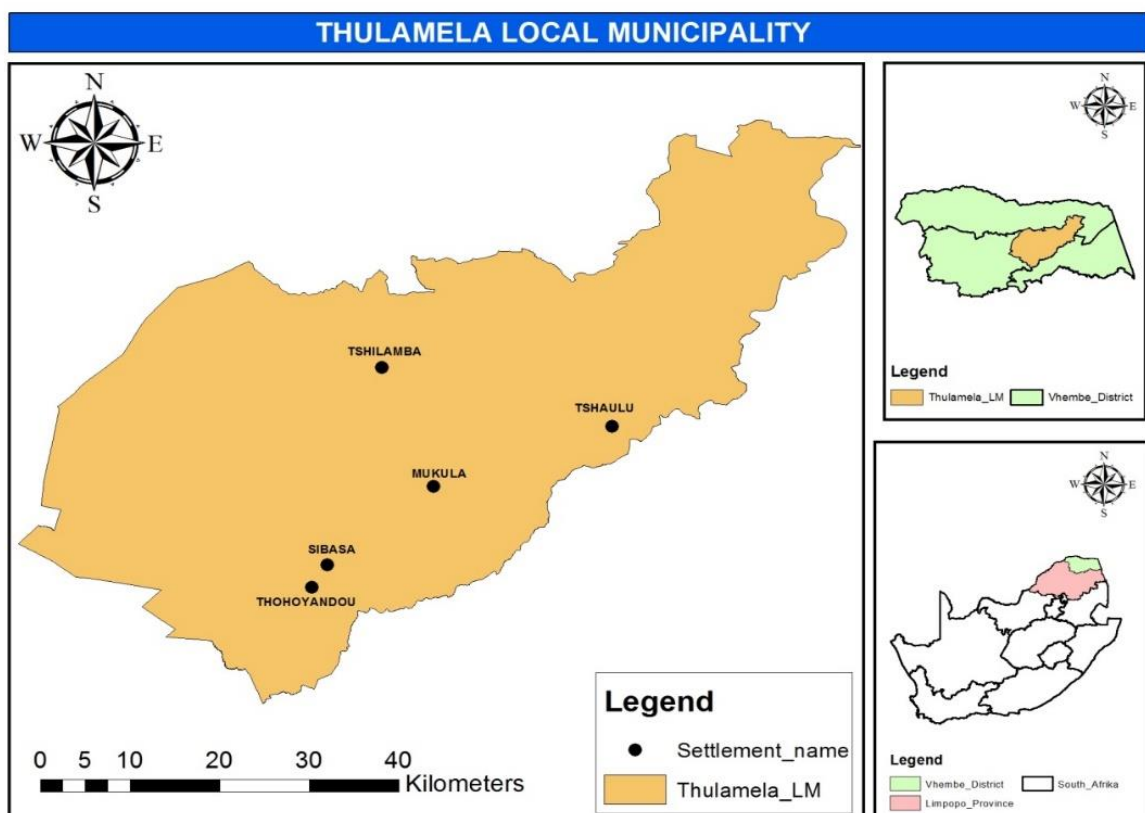 THULAMELA LOCAL MUNICIPALITY
N
W E
S
TSHILAMBA
TSHAULU
MUKULA
SIBASA
THOHOYANDOU
0 5 10 20 30 40
Kilometers
Legend
Settlement_name
Thulamela_LM
N
W E
S
Legend
Thulamela_LM Vhembe_District
N
W E
S
Legend
Vhembe_District South_Afrika
Limpopo_Province